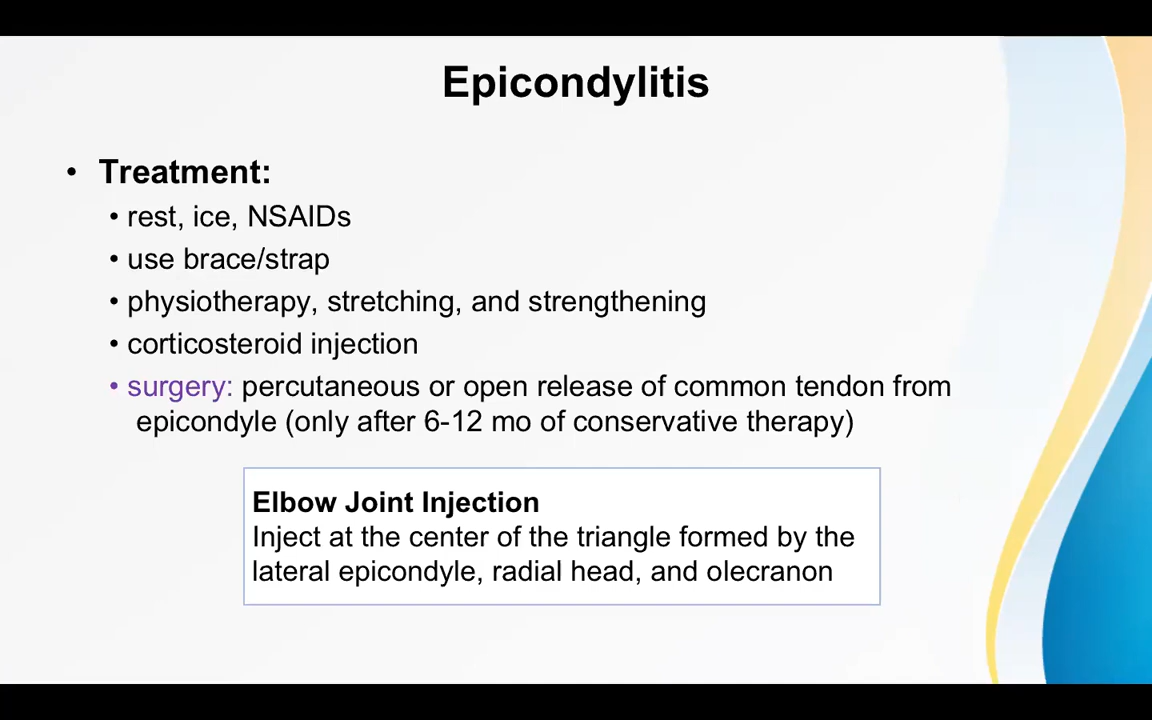 Epicondylitis
• Treatment:
• rest, ice, NSAIDs
• use brace/strap
• physiotherapy, stretching, and strengthening
• corticosteroid injection
• surgery: percutaneous or open release of common tendon from
epicondyle (only after 6-12 mo of conservative therapy)
Elbow Joint Injection
Inject at the center of the triangle formed by the
lateral epicondyle, radial head, and olecranon